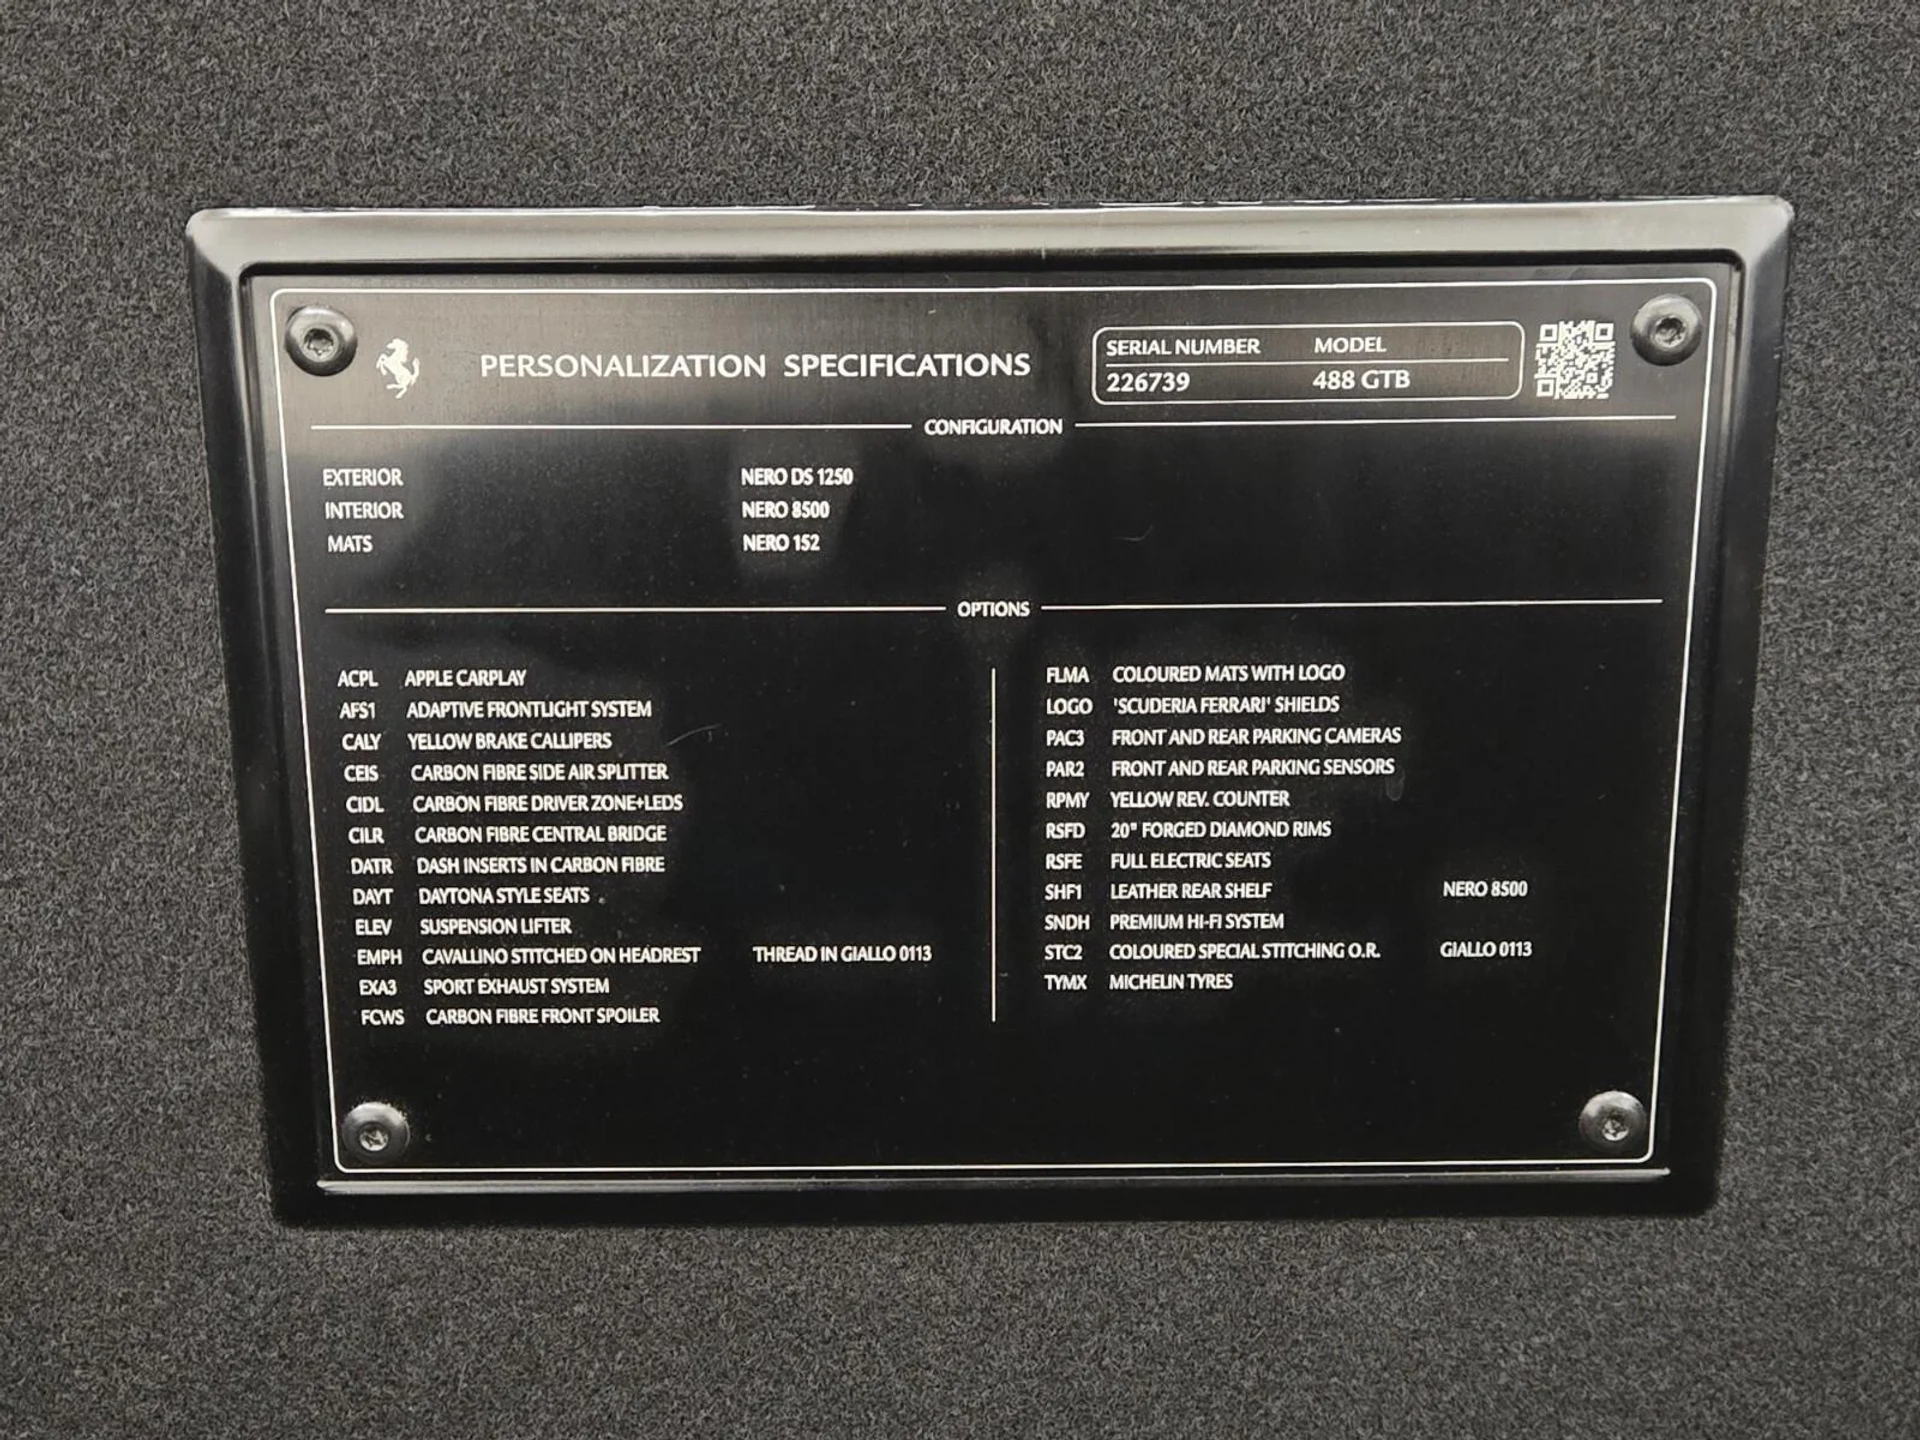 PERSONALIZATION SPECIFICATIONS
SERIAL NUMBER MODEL
226739 488 GTB
CONFIGURATION
EXTERIOR NERO DS 1250
INTERIOR NERO 8500
MATS NERO 152
OPTIONS
ACPL APPLE CARPLAY
AFS1 ADAPTIVE FRONTLIGHT SYSTEM
CALY YELLOW BRAKE CALLIPERS
CEIS CARBON FIBRE SIDE AIR SPLITTER
CIDL CARBON FIBRE DRIVER ZONE+LEDS
CILR CARBON FIBRE CENTRAL BRIDGE
DATR DASH INSERTS IN CARBON FIBRE
DAYT DAYTONA STYLE SEATS
ELEV SUSPENSION LIFTER
EMPH CAVALLINO STITCHED ON HEADREST THREAD IN GIALLO 0113
EXA3 SPORT EXHAUST SYSTEM
FCWS CARBON FIBRE FRONT SPOILER
FLMA COLOURED MATS WITH LOGO
LOGO 'SCUDERIA FERRARI' SHIELDS
PAC3 FRONT AND REAR PARKING CAMERAS
PAR2 FRONT AND REAR PARKING SENSORS
RPMY YELLOW REV. COUNTER
RSFD 20" FORGED DIAMOND RIMS
RSFE FULL ELECTRIC SEATS
SHF1 LEATHER REAR SHELF NERO 8500
SNDH PREMIUM HI-FI SYSTEM
STC2 COLOURED SPECIAL STITCHING O.R. GIALLO 0113
TYMX MICHELIN TYRES